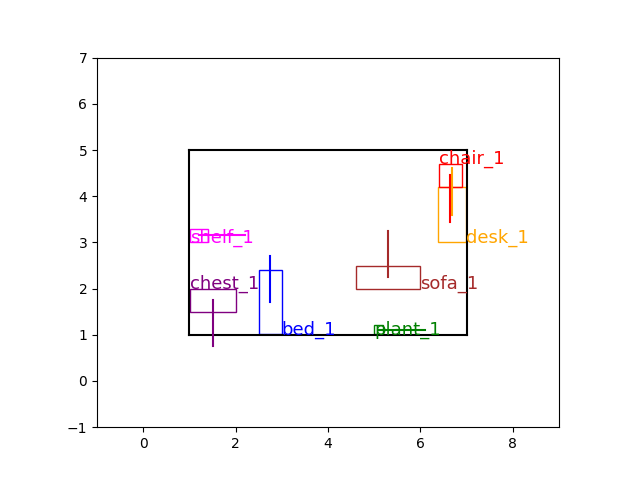 7
6
5
4
3
2
1
0
−1
0 2 4 6 8
chair_1
shelf_1
desk_1
chest_1
sofa_1
bed_1
plant_1